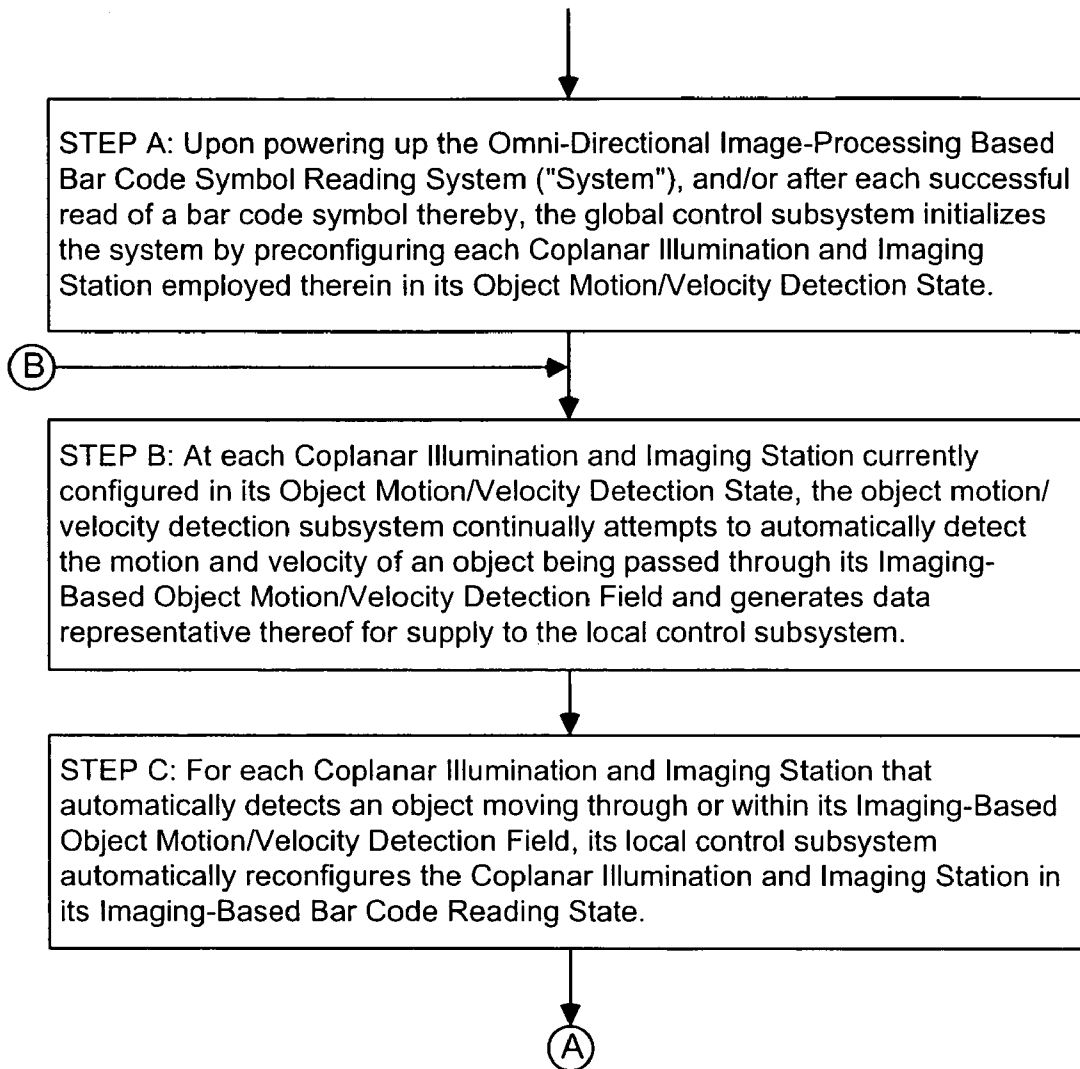 STEP A: Upon powering up the Omni-Directional Image-Processing Based
Bar Code Symbol Reading System ("System"), and/or after each successful
read of a bar code symbol thereby, the global control subsystem initializes
the system by preconfiguring each Coplanar Illumination and Imaging
Station employed therein in its Object Motion/Velocity Detection State.
B
STEP B: At each Coplanar Illumination and Imaging Station currently
configured in its Object Motion/Velocity Detection State, the object motion/
velocity detection subsystem continually attempts to automatically detect
the motion and velocity of an object being passed through its Imaging-
Based Object Motion/Velocity Detection Field and generates data
representative thereof for supply to the local control subsystem.
STEP C: For each Coplanar Illumination and Imaging Station that
automatically detects an object moving through or within its Imaging-Based
Object Motion/Velocity Detection Field, its local control subsystem
automatically reconfigures the Coplanar Illumination and Imaging Station in
its Imaging-Based Bar Code Reading State.
A